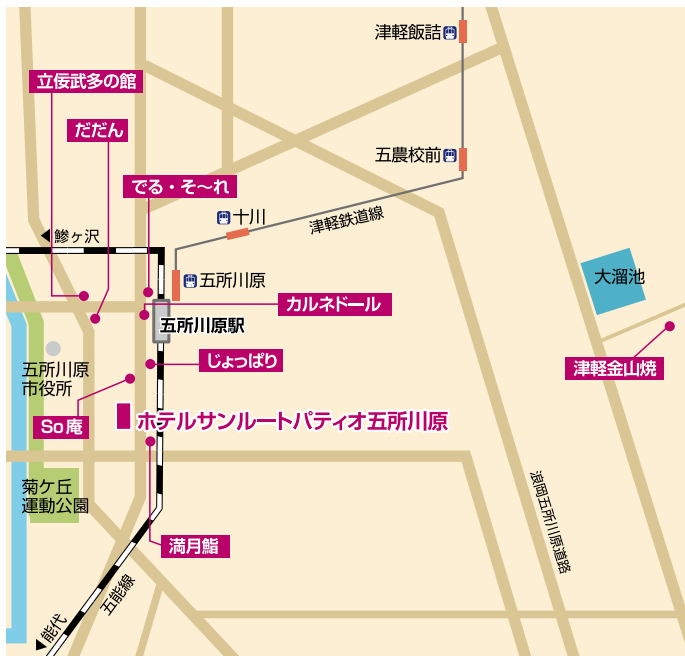 津軽飯詰
立佞武多の館
だだん
五農校前
でる・そ〜れ
十川
津軽鉄道線
◀鯵ヶ沢
五所川原
大溜池
カルネドール
五所川原駅
じょっぱり
津軽金山焼
五所川原
市役所
So庵
ホテルサンルートパティオ五所川原
菊ケ丘
運動公園
浪岡五所川原道路
満月鮨
五能線
◀能代